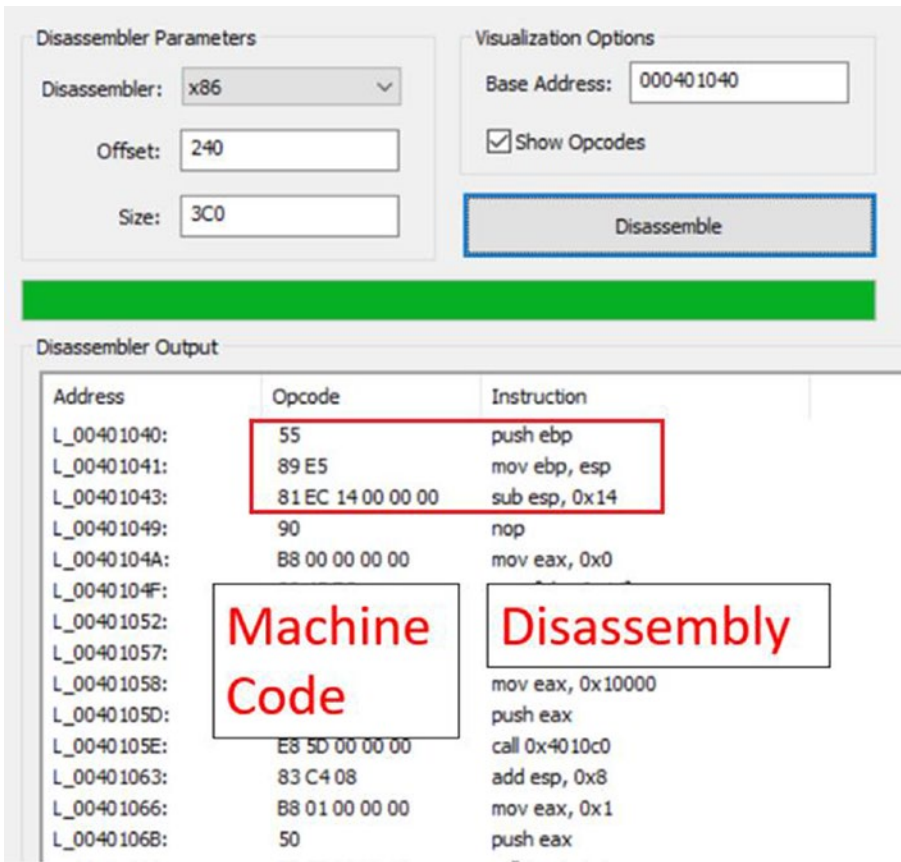 Disassembler Parameters Visualization Options
Disassembler: x86 Base Address: 000401040
Offset: 240 Show Opcodes
Size: 3C0 Disassemble
Disassembler Output
Address Opcode Instruction
L_00401040: 55 push ebp
L_00401041: 89 E5 mov ebp, esp
L_00401043: 81 EC 14 00 00 00 sub esp, 0x14
L_00401049: 90 nop
L_0040104A: B8 00 00 00 00 mov eax, 0x0
L_0040104F:
L_00401052: Machine Disassembly
L_00401057:
L_00401058: Code mov eax, 0x10000
L_0040105D: push eax
L_0040105E: E8 5D 00 00 00 call 0x4010c0
L_00401063: 83 C4 08 add esp, 0x8
L_00401066: B8 01 00 00 00 mov eax, 0x1
L_0040106B: 50 push eax